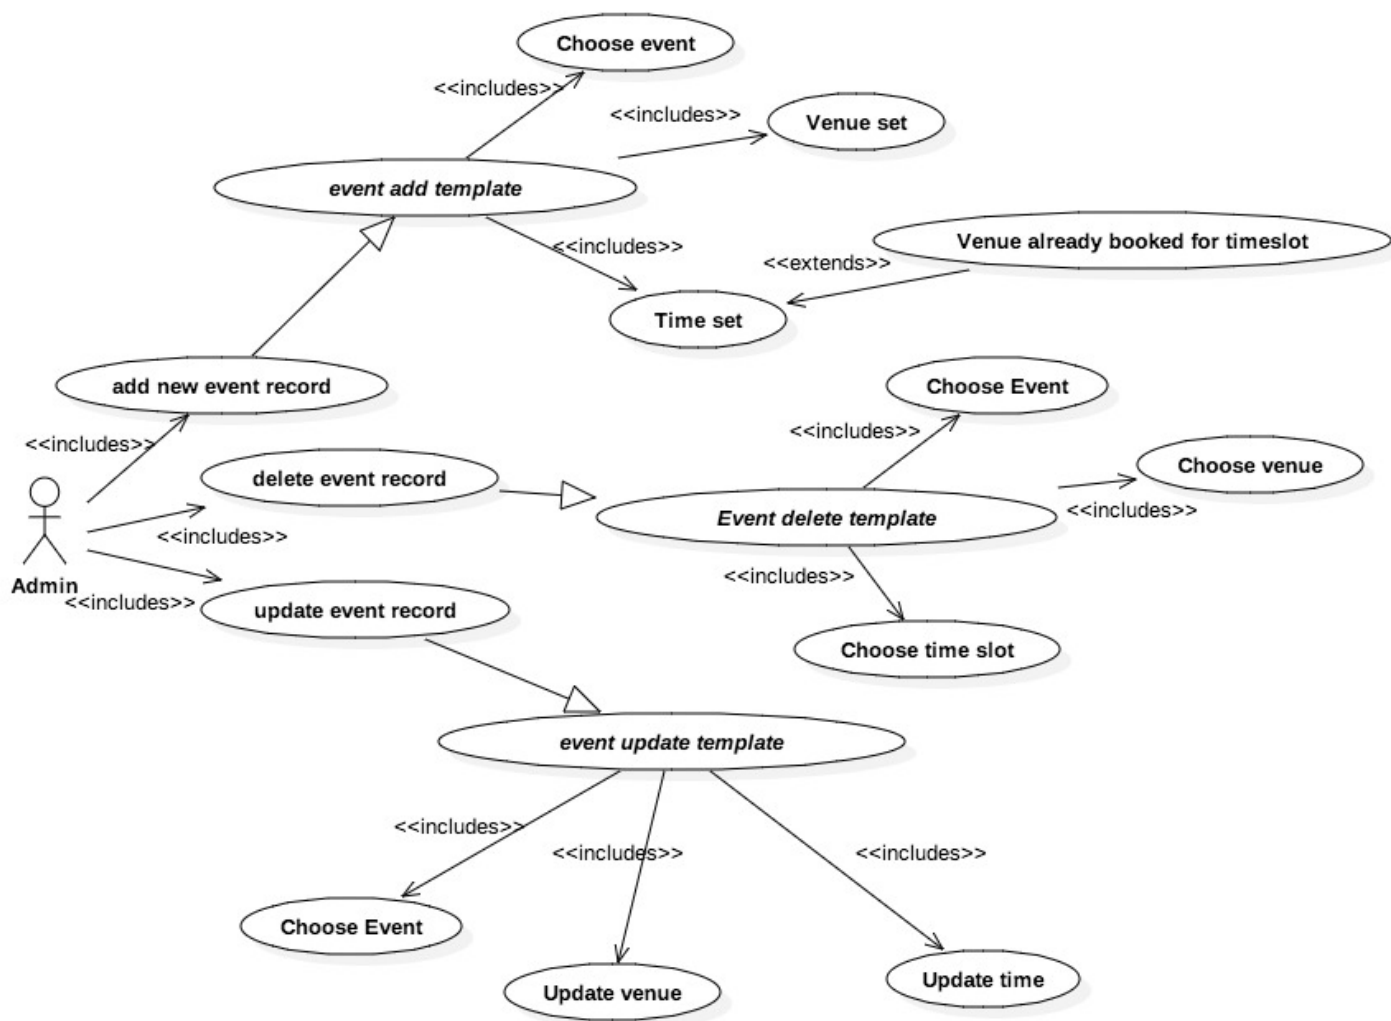 Choose event
<<includes>>
<<includes>>
Venue set
event add template
<<includes>>
Venue already booked for timeslot
<<extends>>
Time set
add new event record
Choose Event
<<includes>>
<<includes>>
delete event record
Choose venue
Event delete template
<<includes>>
<<includes>>
Admin
<<includes>>
<<includes>>
update event record
Choose time slot
event update template
<<includes>>
<<includes>>
<<includes>>
Choose Event
Update venue
Update time